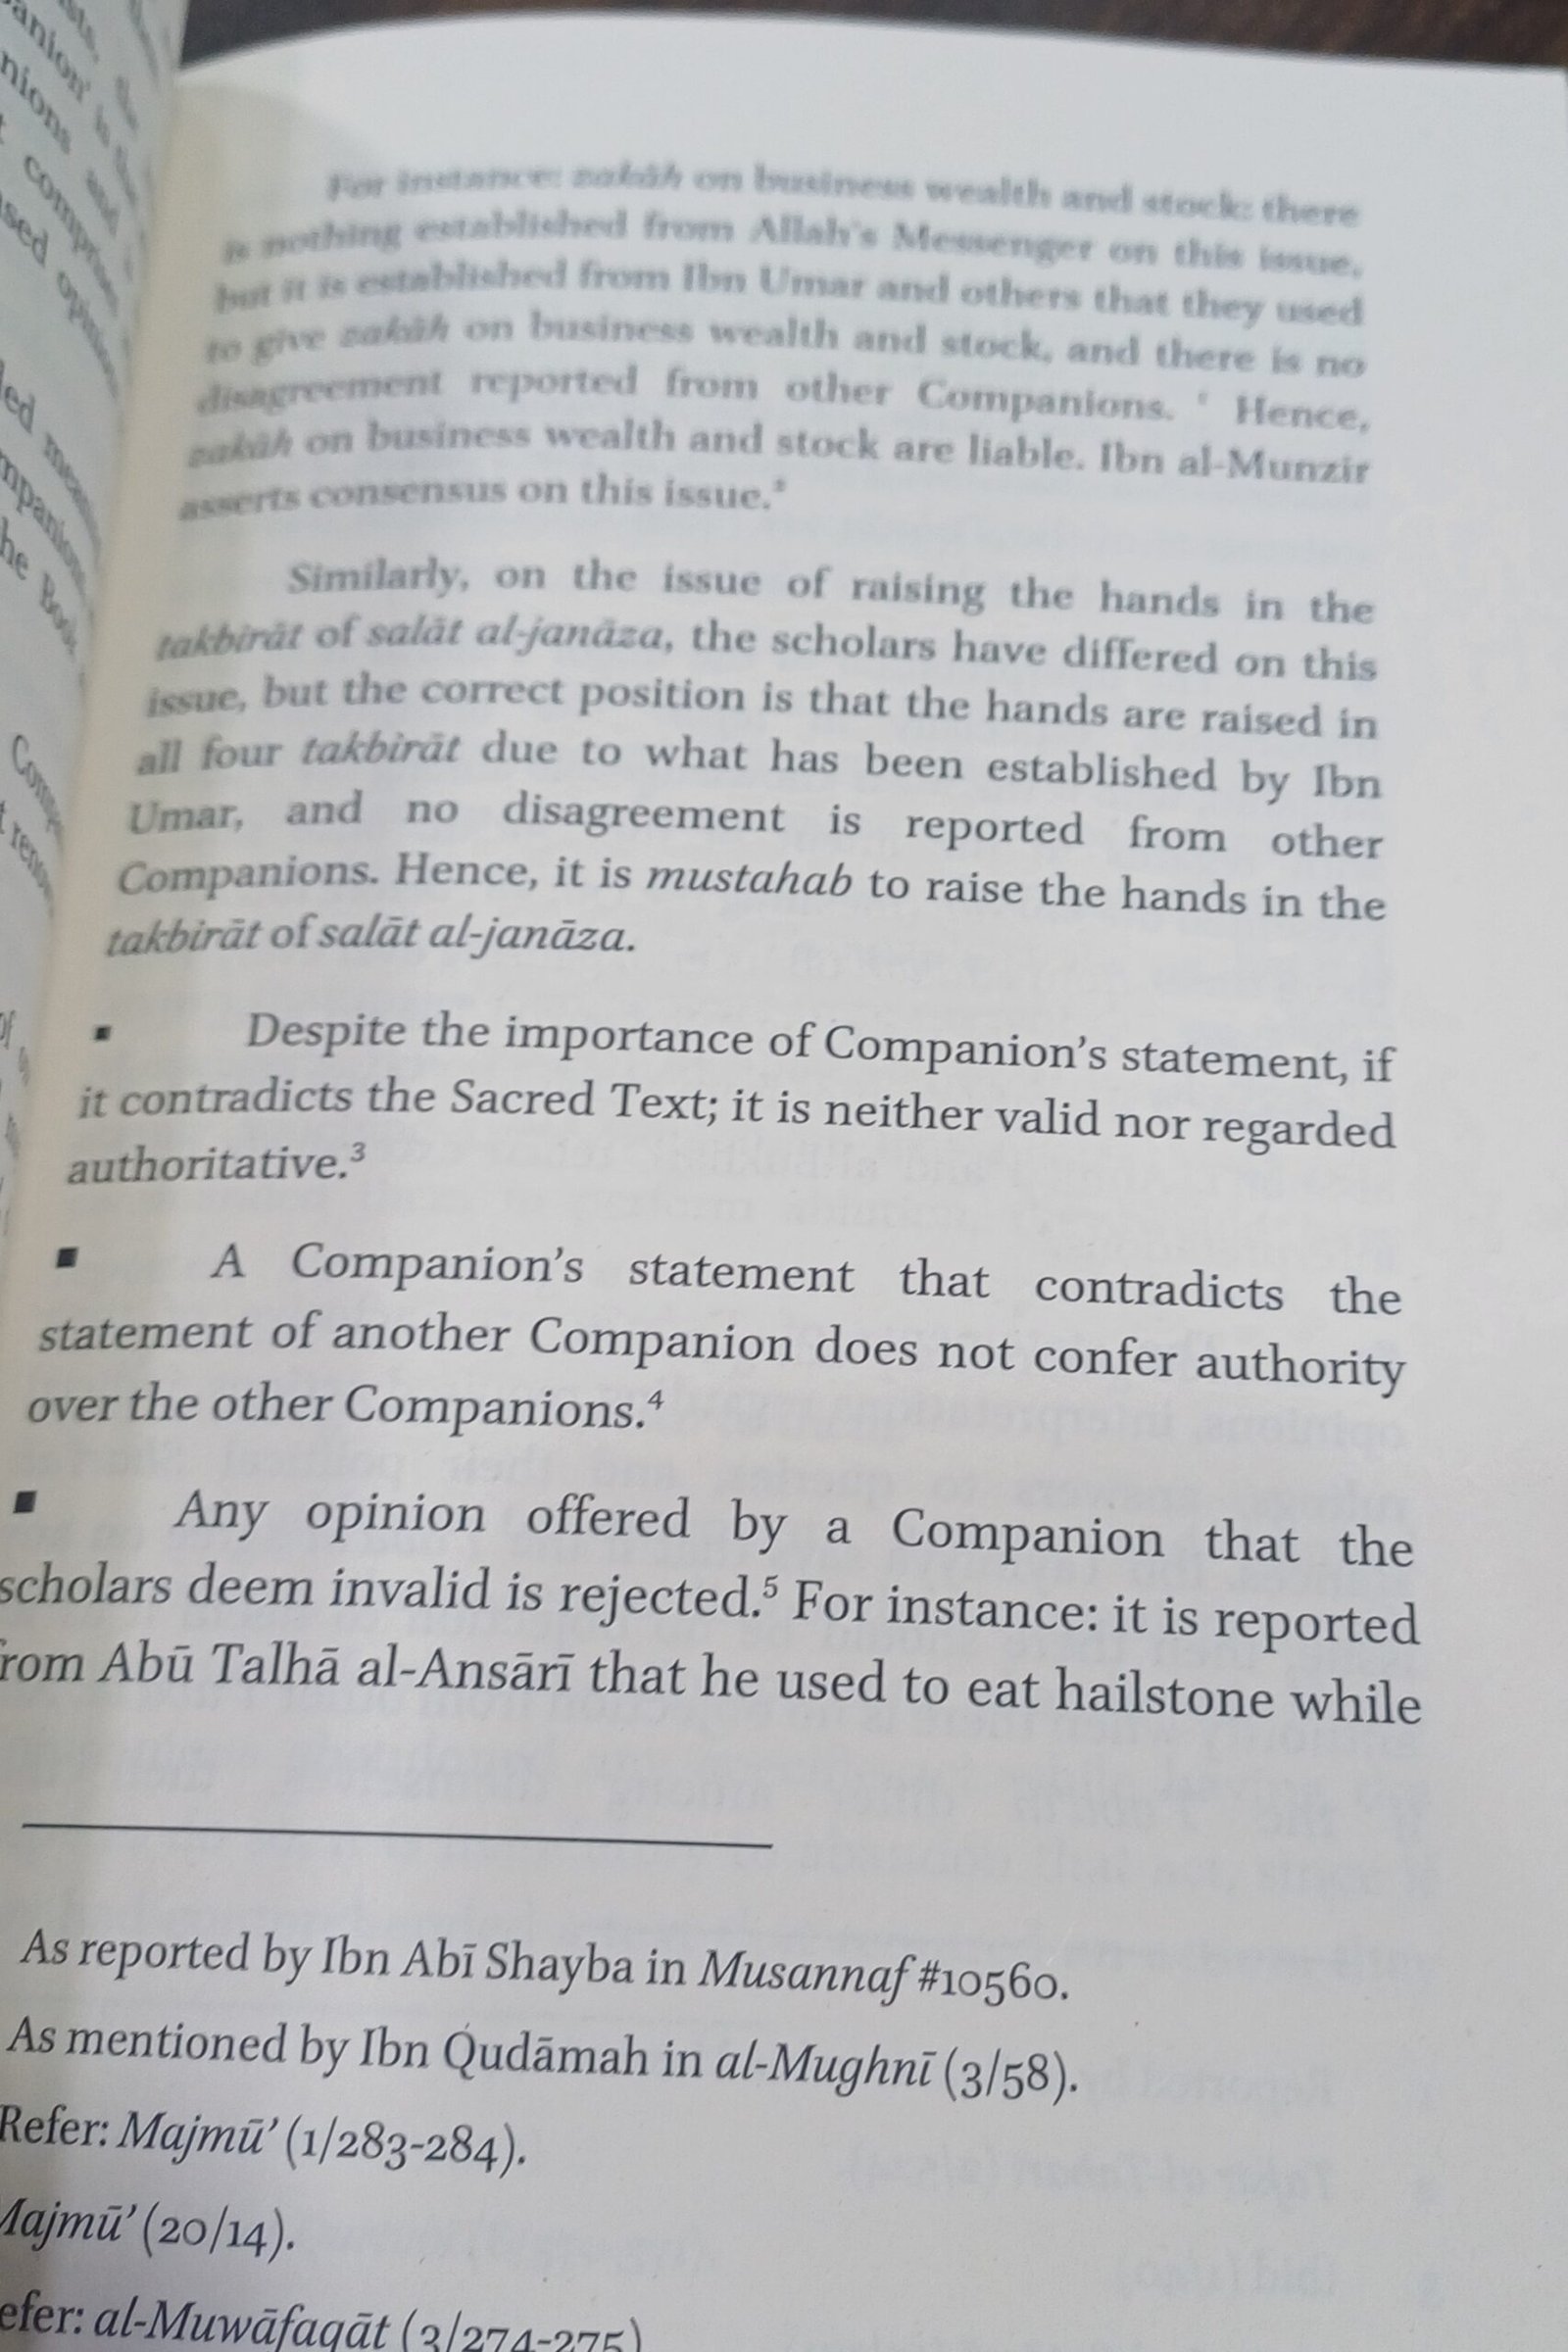 For instance: zakāh on business wealth and stock: there
is nothing established from Allah's Messenger on this issue,
but it is established from Ibn Umar and others that they used
to give zakāh on business wealth and stock, and there is no
disagreement reported from other Companions. Hence,
zakāh on business wealth and stock are liable. Ibn al-Munzir
asserts consensus on this issue.²
Similarly, on the issue of raising the hands in the
takbirāt of salāt al-janāza, the scholars have differed on this
issue, but the correct position is that the hands are raised in
all four takbirāt due to what has been established by Ibn
Umar, and no disagreement is reported from other
Companions. Hence, it is mustahab to raise the hands in the
takbirāt of salāt al-janāza.
▪ Despite the importance of Companion's statement, if
it contradicts the Sacred Text; it is neither valid nor regarded
authoritative.³
▪ A Companion's statement that contradicts the
statement of another Companion does not confer authority
over the other Companions.⁴
▪ Any opinion offered by a Companion that the
scholars deem invalid is rejected.⁵ For instance: it is reported
rom Abū Talhā al-Ansārī that he used to eat hailstone while
As reported by Ibn Abī Shayba in Musannaf #10560.
As mentioned by Ibn Qudāmah in al-Mughnī (3/58).
Refer: Majmū' (1/283-284).
Majmū' (20/14).
efer: al-Muwāfaqāt (3/274-275)